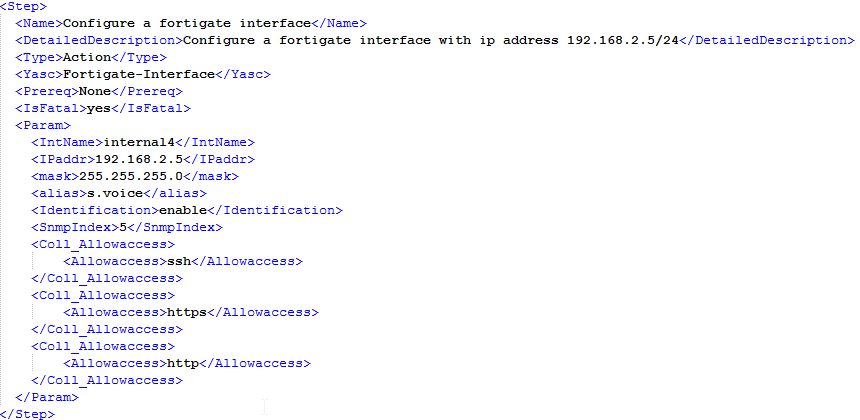 <Step>
<Name>Configure a fortigate interface</Name>
<DetailedDescription>Configure a fortigate interface with ip address 192.168.2.5/24</DetailedDescription>
<Type>Action</Type>
<Yasc>Fortigate-Interface</Yasc>
<Prereq>None</Prereq>
<IsFatal>yes</IsFatal>
<Param>
<IntName>internal4</IntName>
<IPaddr>192.168.2.5</IPaddr>
<mask>255.255.255.0</mask>
<alias>s.voice</alias>
<Identification>enable</Identification>
<SnmpIndex>5</SnmpIndex>
<Coll_Allowaccess>
<Allowaccess>ssh</Allowaccess>
</Coll_Allowaccess>
<Coll_Allowaccess>
<Allowaccess>https</Allowaccess>
</Coll_Allowaccess>
<Coll_Allowaccess>
<Allowaccess>http</Allowaccess>
</Coll_Allowaccess>
</Param>
</Step>